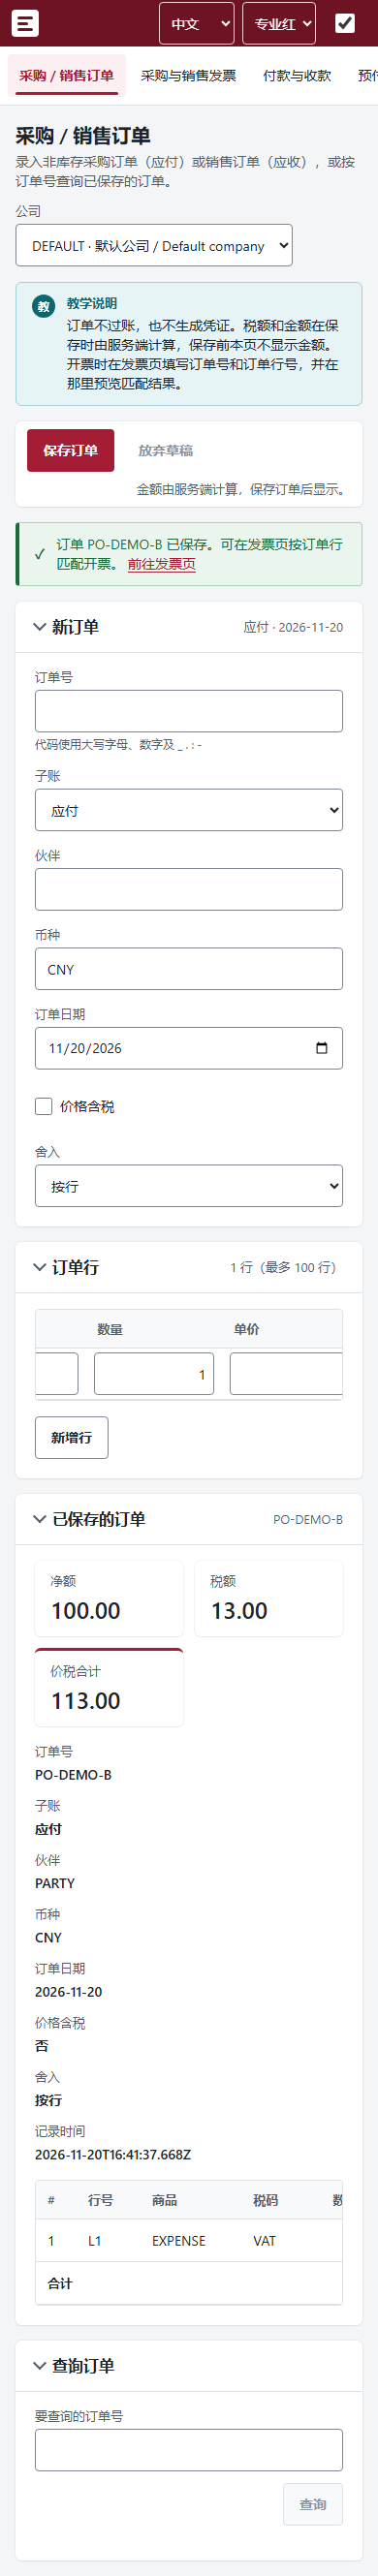 中文
专业红
采购 / 销售订单
采购与销售发票
付款与收款
预付
采购 / 销售订单
录入非库存采购订单（应付）或销售订单（应收），或按
订单号查询已保存的订单。
公司
DEFAULT · 默认公司 / Default company
教
教学说明
订单不过账，也不生成凭证。税额和金额在保
存时由服务端计算，保存前本页不显示金额。
开票时在发票页填写订单号和订单行号，并在
那里预览匹配结果。
保存订单
放弃草稿
金额由服务端计算，保存订单后显示。
✓ 订单 PO-DEMO-B 已保存。可在发票页按订单行
匹配开票。 前往发票页
新订单
应付 · 2026-11-20
订单号
代码使用大写字母、数字及 _ . : -
子账
应付
伙伴
币种
CNY
订单日期
11/20/2026
价格含税
舍入
按行
订单行
1 行（最多 100 行）
数量
单价
1
新增行
已保存的订单
PO-DEMO-B
净额
税额
100.00
13.00
价税合计
113.00
订单号
PO-DEMO-B
子账
应付
伙伴
PARTY
币种
CNY
订单日期
2026-11-20
价格含税
否
舍入
按行
记录时间
2026-11-20T16:41:37.668Z
# 行号 商品 税码
1 L1 EXPENSE VAT
合计
查询订单
要查询的订单号
查询